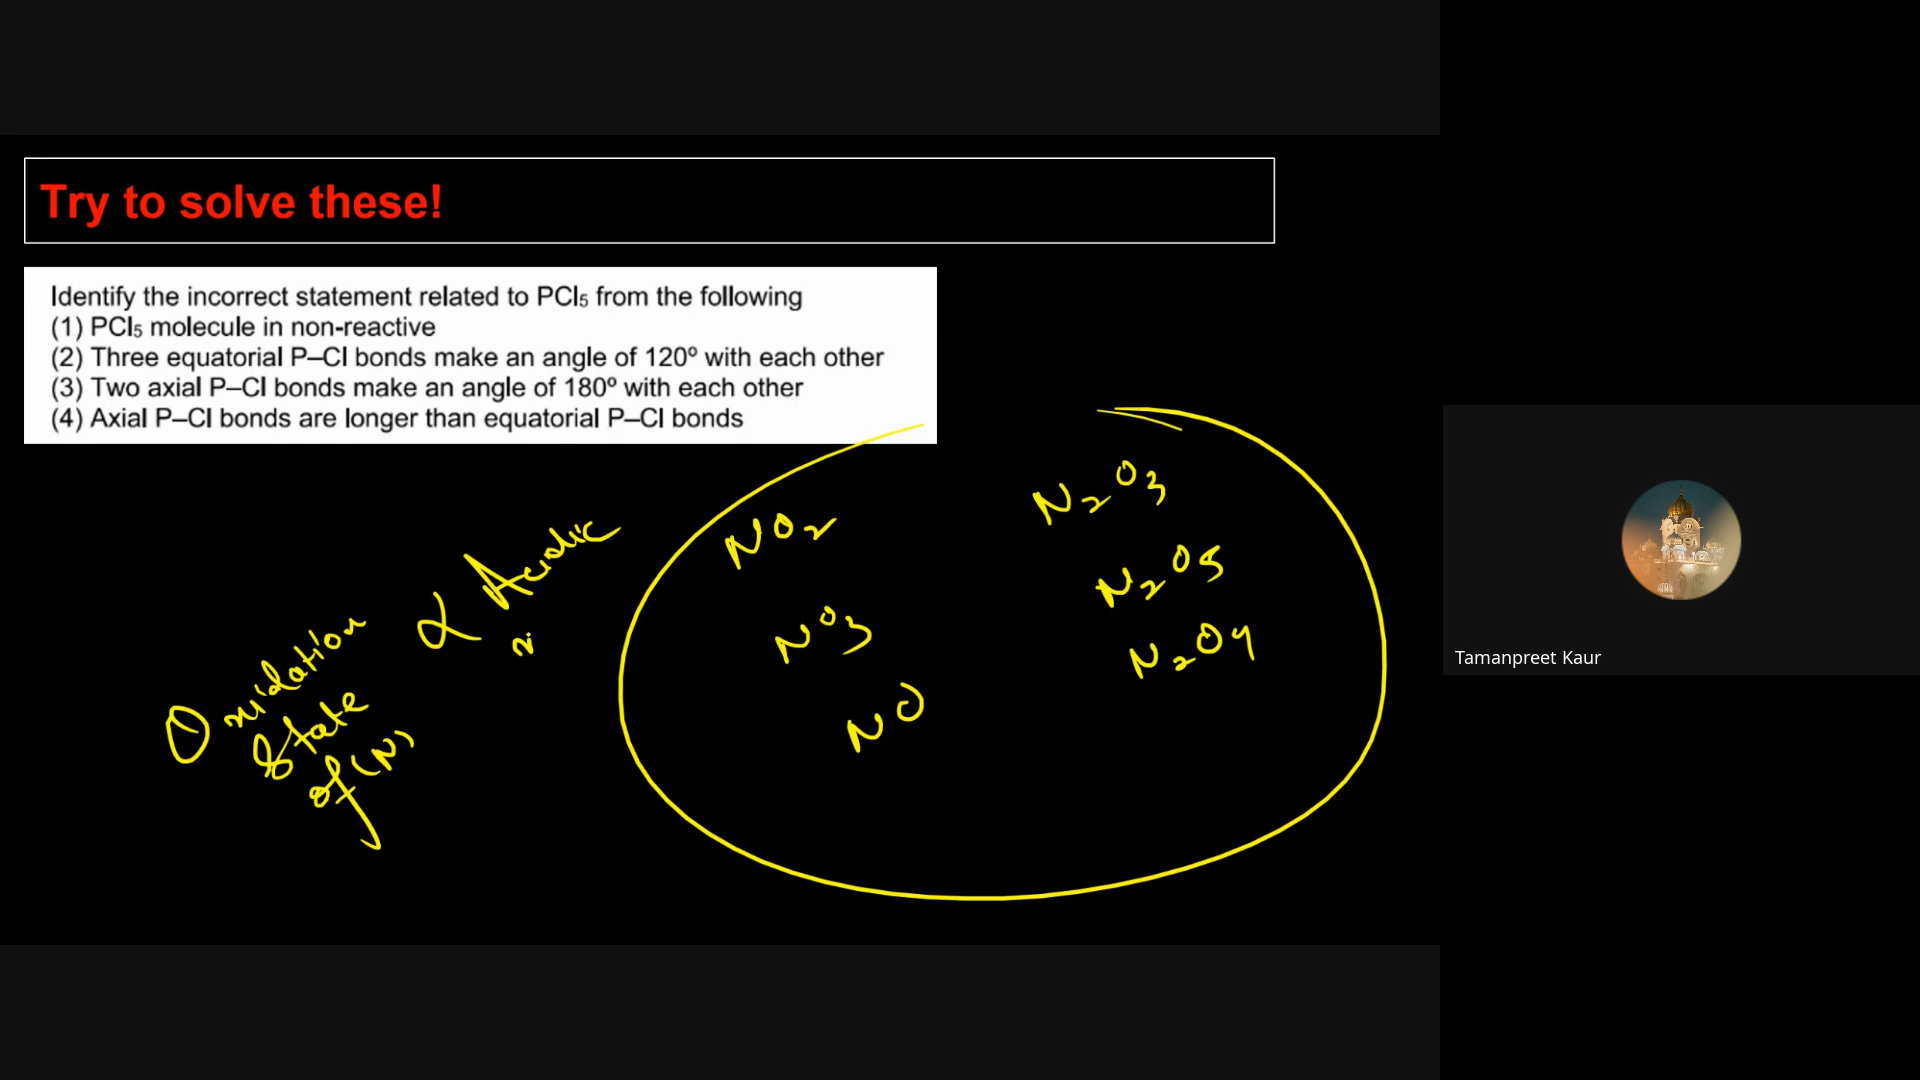 Try to solve these!
Identify the incorrect statement related to PCl₅ from the following
(1) PCl₅ molecule in non-reactive
(2) Three equatorial P–Cl bonds make an angle of 120º with each other
(3) Two axial P–Cl bonds make an angle of 180º with each other
(4) Axial P–Cl bonds are longer than equatorial P–Cl bonds
Oxidation
State
of (N)
∝ Acidic
n
NO₂
NO₃
NO
N₂O₃
N₂O₅
N₂O₄
Tamanpreet Kaur